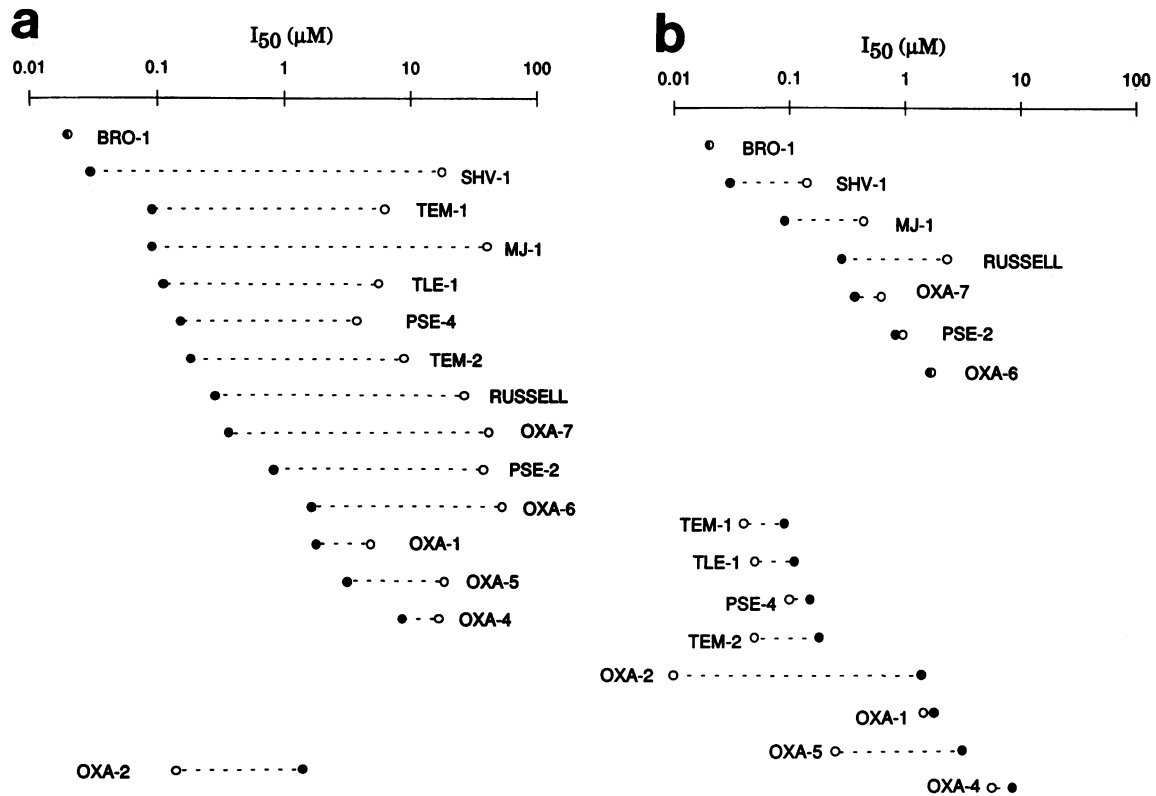 a
I50 (μM)
0.01 0.1 1 10 100
BRO-1
SHV-1
TEM-1
MJ-1
TLE-1
PSE-4
TEM-2
RUSSELL
OXA-7
PSE-2
OXA-6
OXA-1
OXA-5
OXA-4
OXA-2
b
I50 (μM)
0.01 0.1 1 10 100
BRO-1
SHV-1
MJ-1
RUSSELL
OXA-7
PSE-2
OXA-6
TEM-1
TLE-1
PSE-4
TEM-2
OXA-2
OXA-1
OXA-5
OXA-4